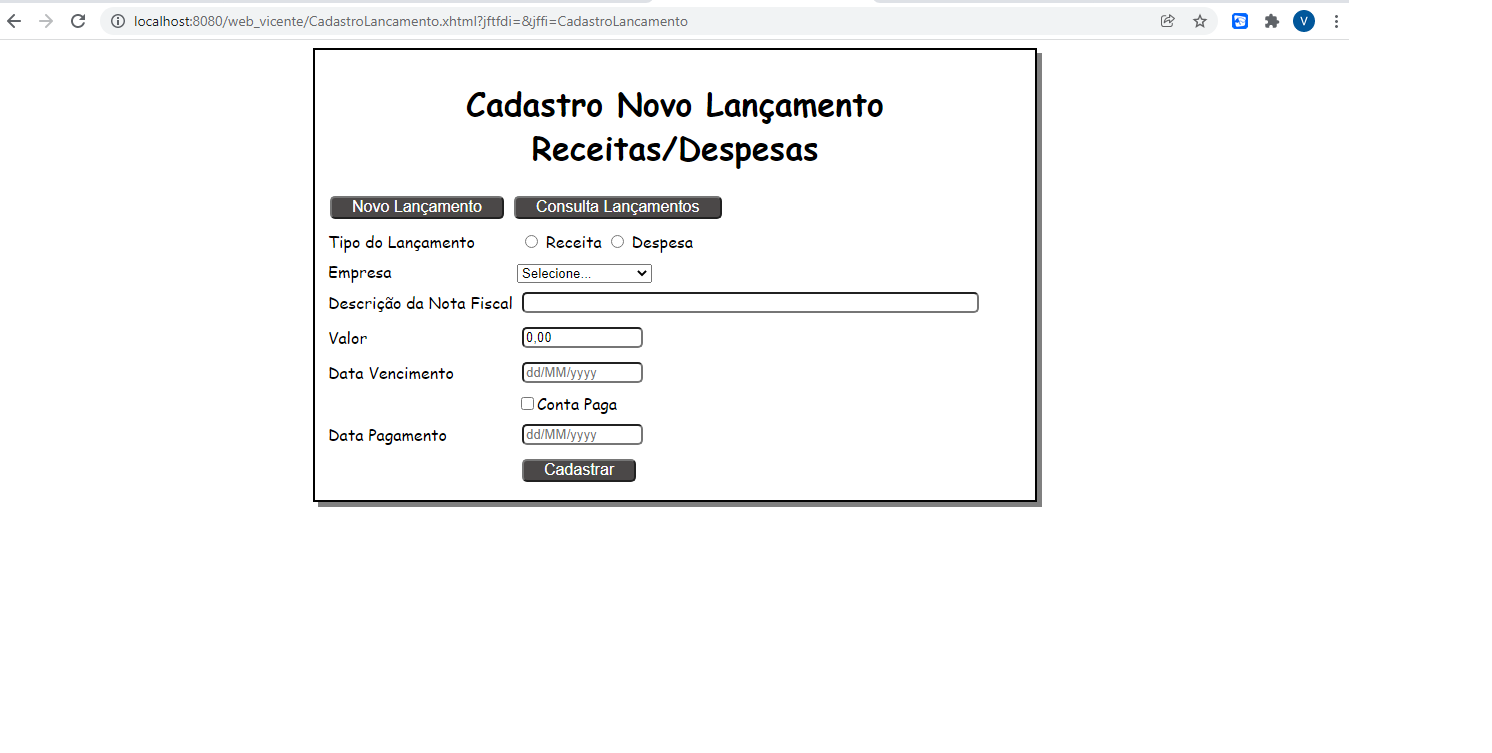 localhost:8080/web_vicente/CadastroLancamento.xhtml?jftfdi=&jffi=CadastroLancamento
V
Cadastro Novo Lançamento
Receitas/Despesas
Novo Lançamento Consulta Lançamentos
Tipo do Lançamento Receita Despesa
Empresa Selecione...
Descrição da Nota Fiscal
Valor 0,00
Data Vencimento dd/MM/yyyy
Conta Paga
Data Pagamento dd/MM/yyyy
Cadastrar